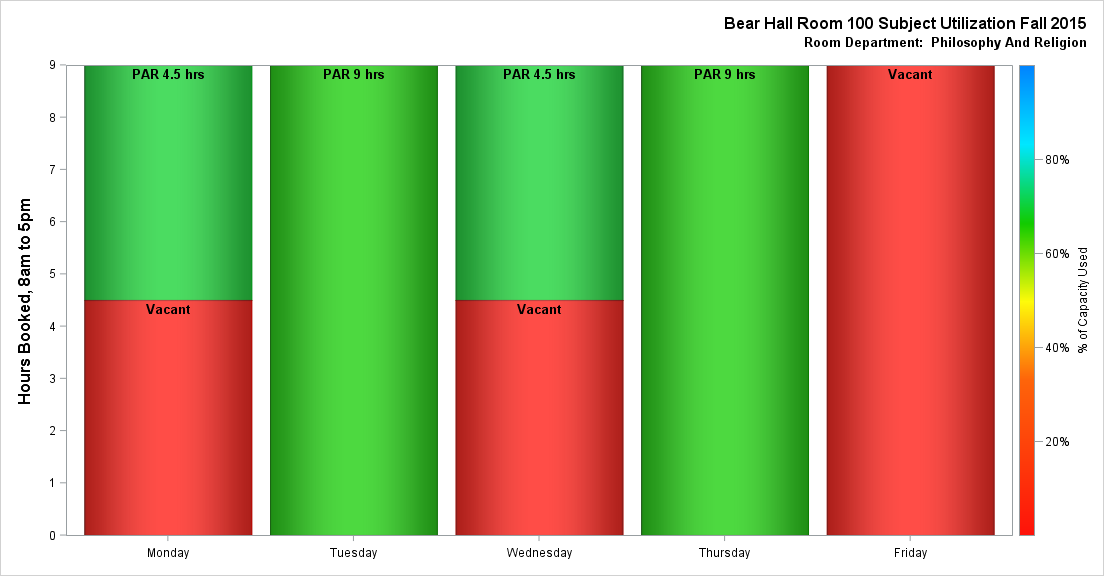 Bear Hall Room 100 Subject Utilization Fall 2015
Room Department:  Philosophy And Religion
Hours Booked, 8am to 5pm
9
8
7
6
5
4
3
2
1
0
PAR 4.5 hrs
PAR 9 hrs
PAR 4.5 hrs
PAR 9 hrs
Vacant
Vacant
Vacant
Monday
Tuesday
Wednesday
Thursday
Friday
80%
60%
40%
20%
% of Capacity Used